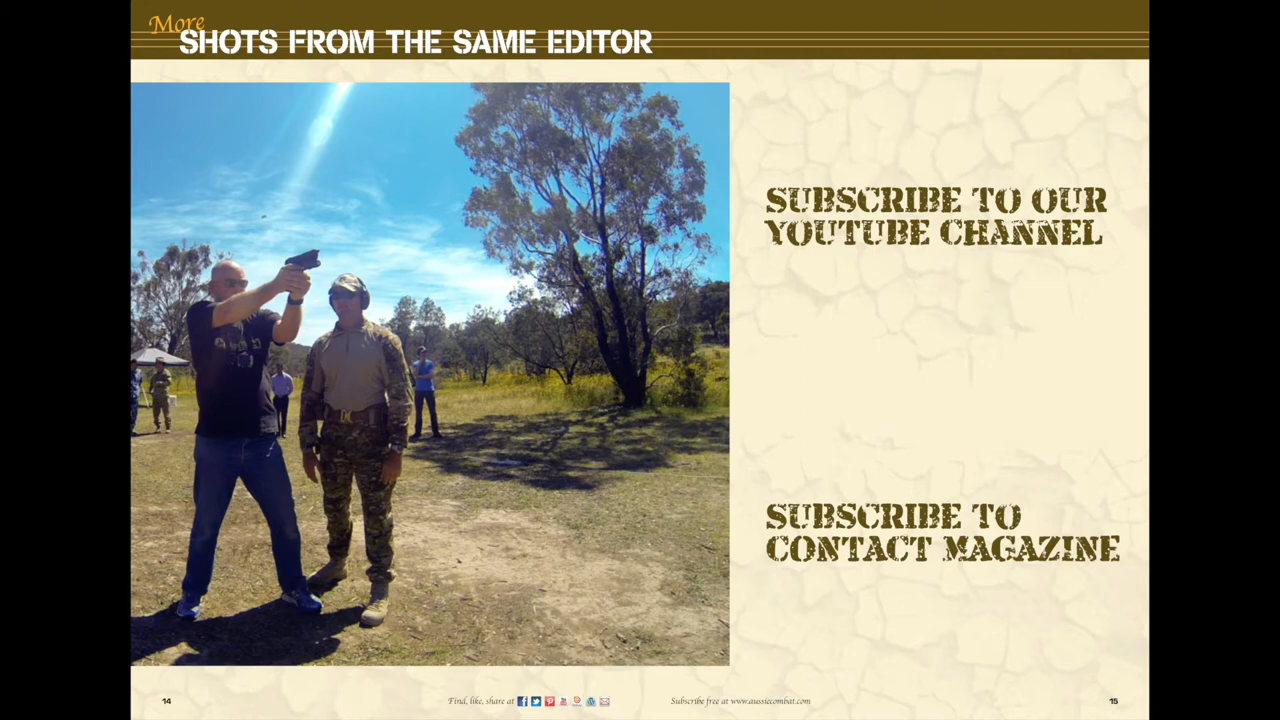 More
SHOTS FROM THE SAME EDITOR
SUBSCRIBE TO OUR
YOUTUBE CHANNEL
SUBSCRIBE TO
CONTACT MAGAZINE
14
Find, like, share at
Subscribe free at www.aussiecombat.com
15